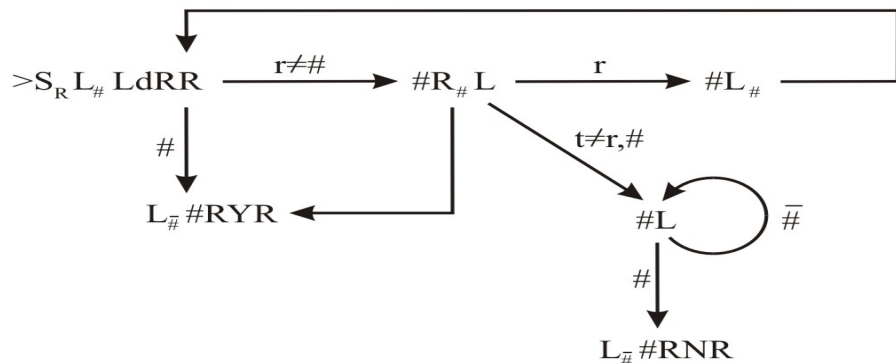 >S_R L_# LdRR r≠# #R_# L r #L_#
# t≠r,#
L_#̅ #RYR #L #̅
#
L_#̅ #RNR